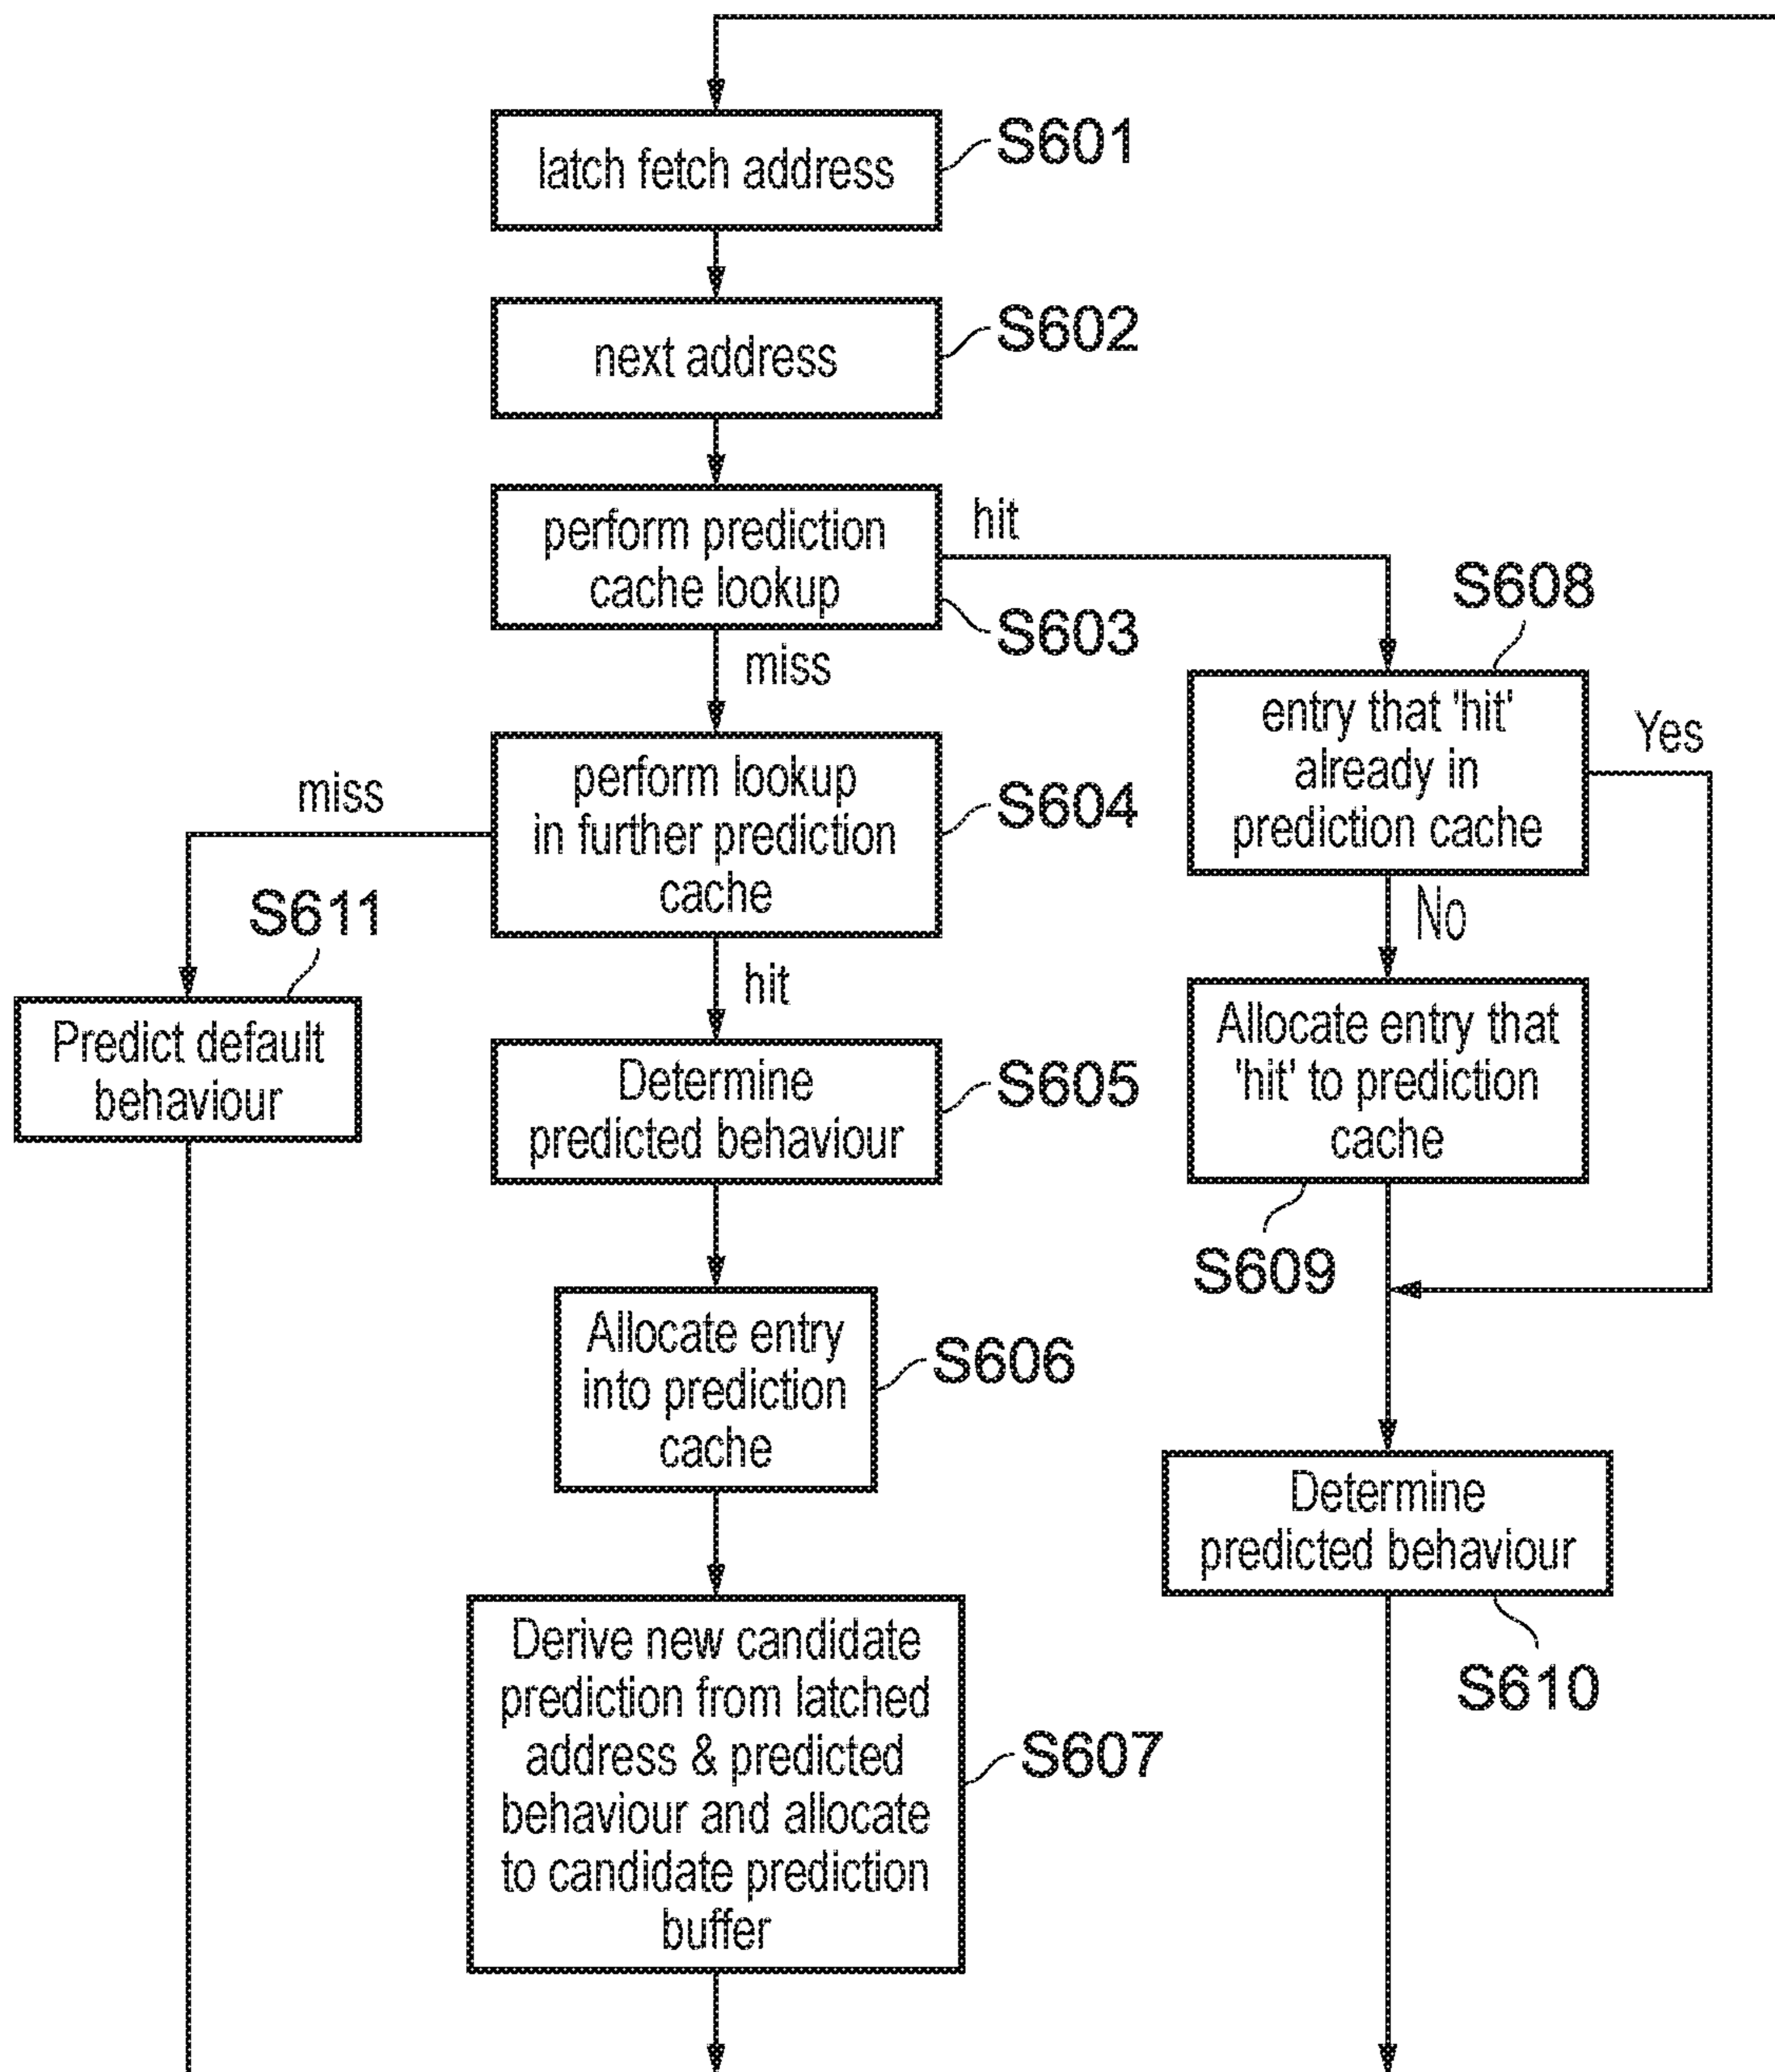 latch fetch address
S601
next address
S602
perform prediction
cache lookup
S603
hit
miss
S608
entry that 'hit'
already in
prediction cache
Yes
No
perform lookup
in further prediction
cache
S604
miss
hit
S611
Predict default
behaviour
Determine
predicted behaviour
S605
Allocate entry that
'hit' to prediction
cache
S609
Allocate entry
into prediction
cache
S606
Determine
predicted behaviour
S610
Derive new candidate
prediction from latched
address & predicted
behaviour and allocate
to candidate prediction
buffer
S607